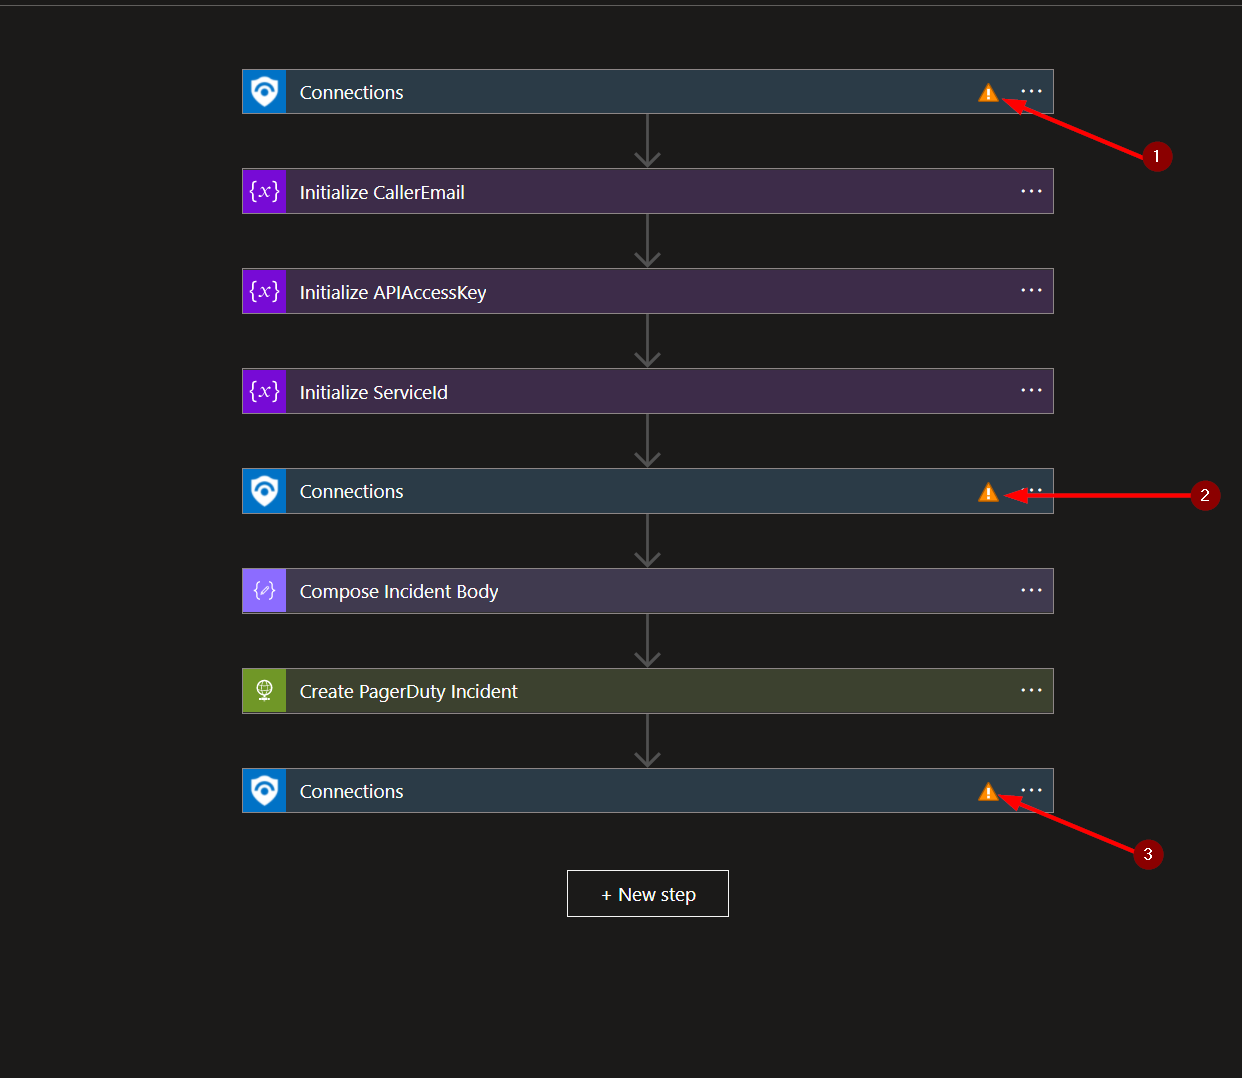 Connections
1
{x} Initialize CallerEmail
{x} Initialize APIAccessKey
{x} Initialize ServiceId
Connections
2
Compose Incident Body
Create PagerDuty Incident
Connections
3
+ New step